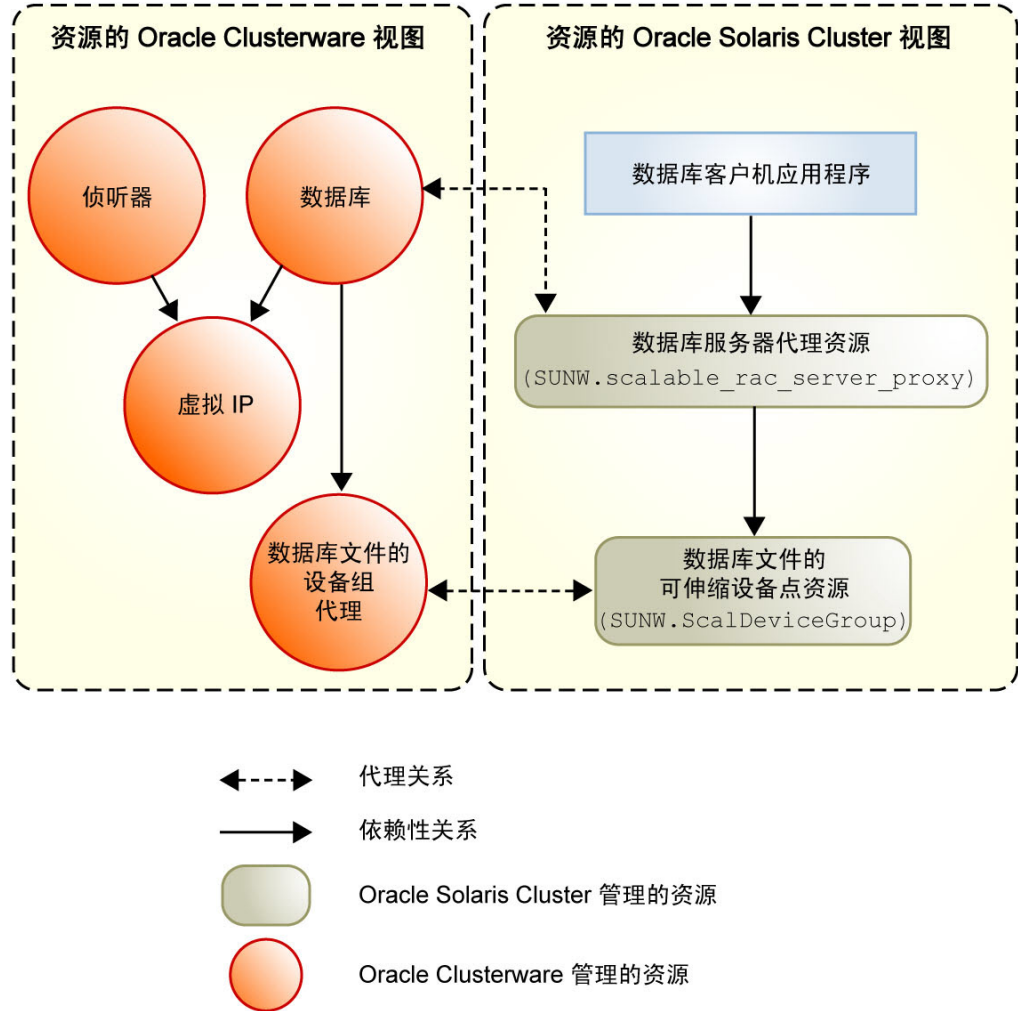 资源的 Oracle Clusterware 视图
资源的 Oracle Solaris Cluster 视图
侦听器
数据库
虚拟 IP
数据库文件的
设备组
代理
数据库客户机应用程序
数据库服务器代理资源
(SUNW.scalable_rac_server_proxy)
数据库文件的
可伸缩设备点资源
(SUNW.ScalDeviceGroup)
代理关系
依赖性关系
Oracle Solaris Cluster 管理的资源
Oracle Clusterware 管理的资源